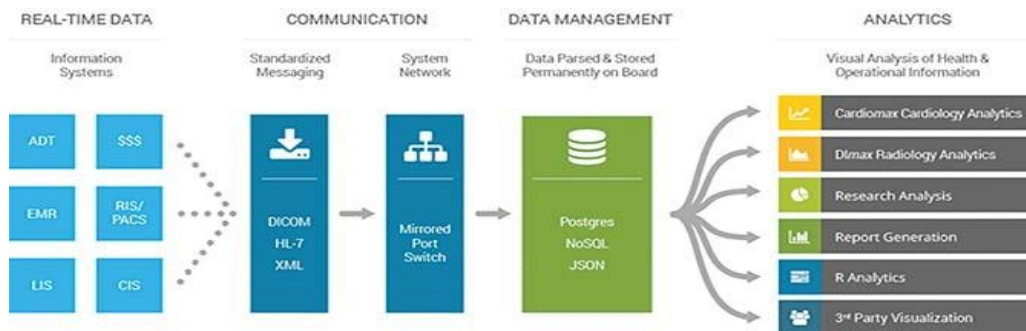 REAL-TIME DATA
Information
Systems
ADT
SSS
EMR
RIS/
PACS
LIS
CIS
COMMUNICATION
Standardized
Messaging
System
Network
DICOM
HL-7
XML
Mirrored
Port
Switch
DATA MANAGEMENT
Data Parsed & Stored
Permanently on Board
Postgres
NoSQL
JSON
ANALYTICS
Visual Analysis of Health &
Operational Information
Cardiomax Cardiology Analytics
DImax Radiology Analytics
Research Analysis
Report Generation
R Analytics
3rd Party Visualization